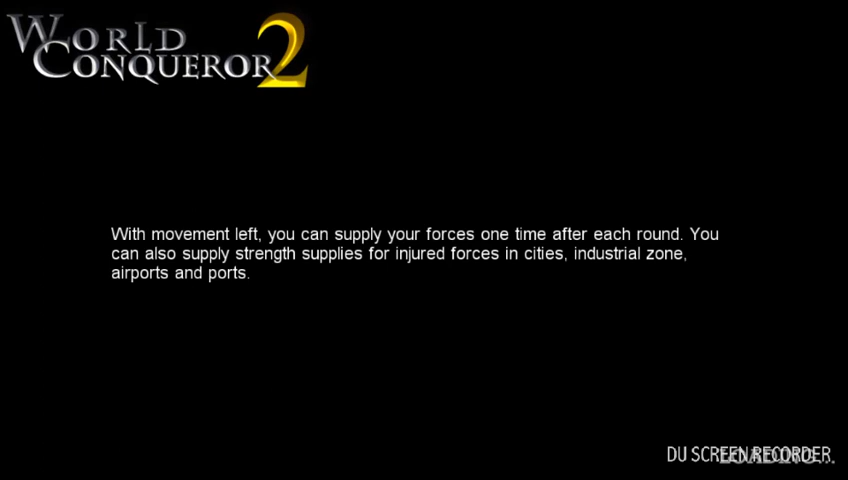 WORLD
CONQUEROR 2
With movement left, you can supply your forces one time after each round. You
can also supply strength supplies for injured forces in cities, industrial zone,
airports and ports.
DU SCREEN RECORDER
LOADING...